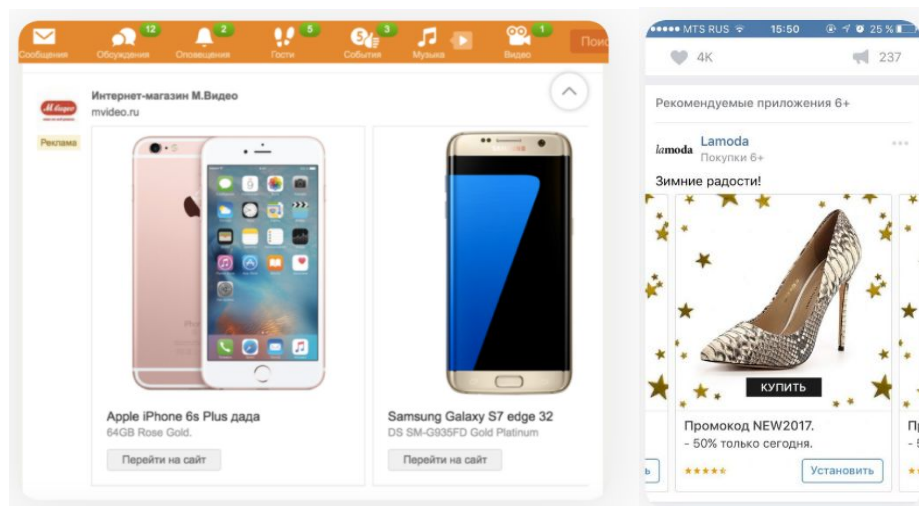 12
2
5
3
1
Сообщения
Обсуждения
Оповещения
Гости
События
Музыка
Видео
Поис
М.видео
Интернет-магазин М.Видео
mvideo.ru
Реклама
Apple iPhone 6s Plus дада
64GB Rose Gold.
Перейти на сайт
Samsung Galaxy S7 edge 32
DS SM-G935FD Gold Platinum
Перейти на сайт
MTS RUS 15:50 25 %
4K 237
Рекомендуемые приложения 6+
lamoda
Lamoda
Покупки 6+
Зимние радости!
КУПИТЬ
Промокод NEW2017.
- 50% только сегодня.
Установить